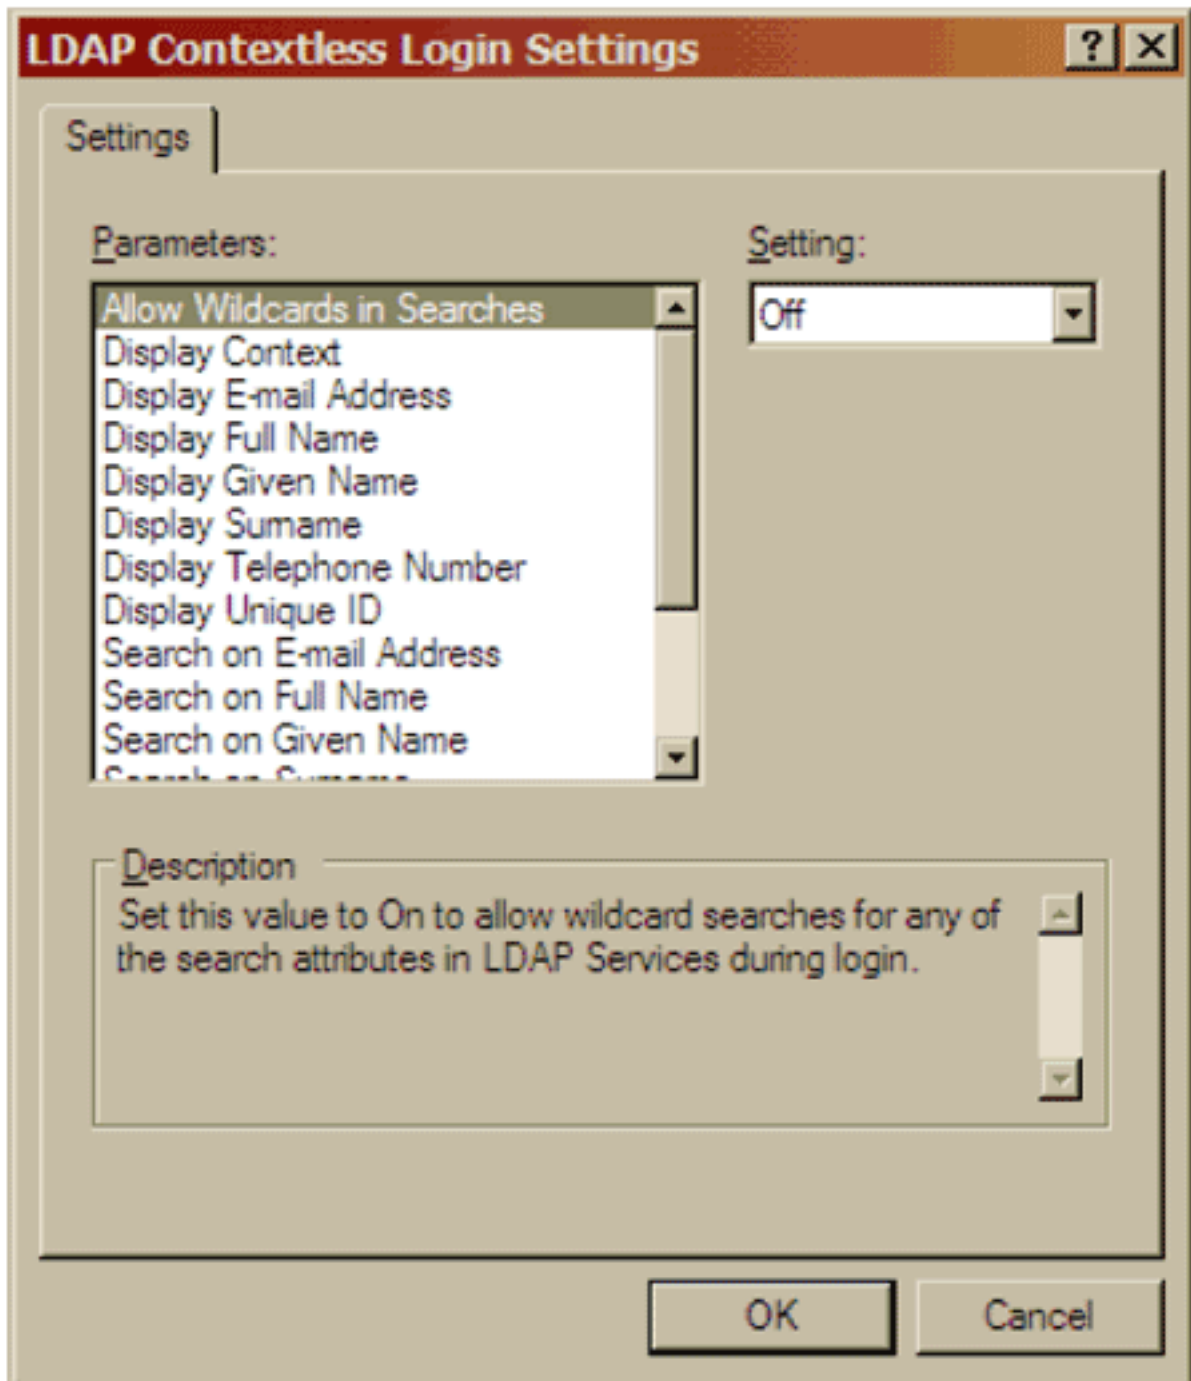 LDAP Contextless Login Settings
Settings
Parameters:
Setting:
Allow Wildcards in Searches
Off
Display Context
Display E-mail Address
Display Full Name
Display Given Name
Display Surname
Display Telephone Number
Display Unique ID
Search on E-mail Address
Search on Full Name
Search on Given Name
Search on Surname
Description
Set this value to On to allow wildcard searches for any of
the search attributes in LDAP Services during login.
OK
Cancel